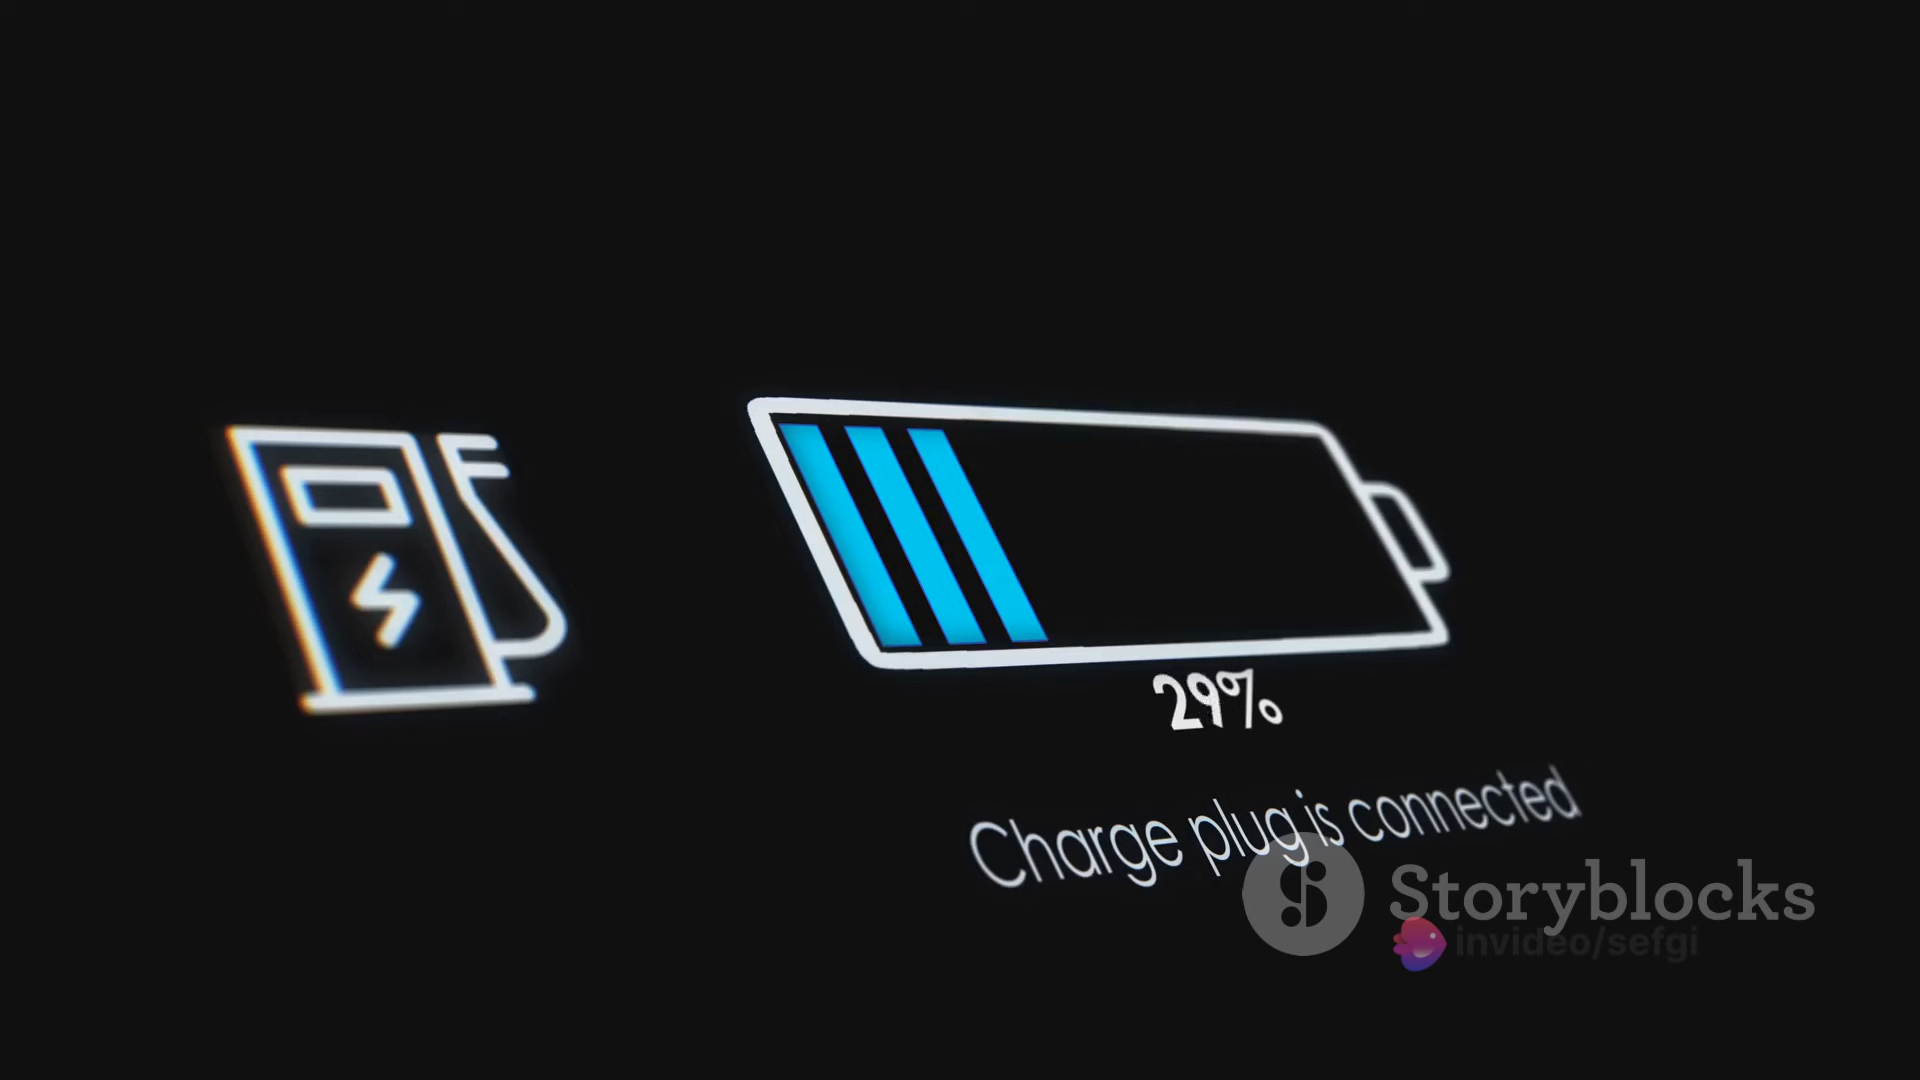 29%
Charge plug is connected
Storyblocks
invideo/sefgi